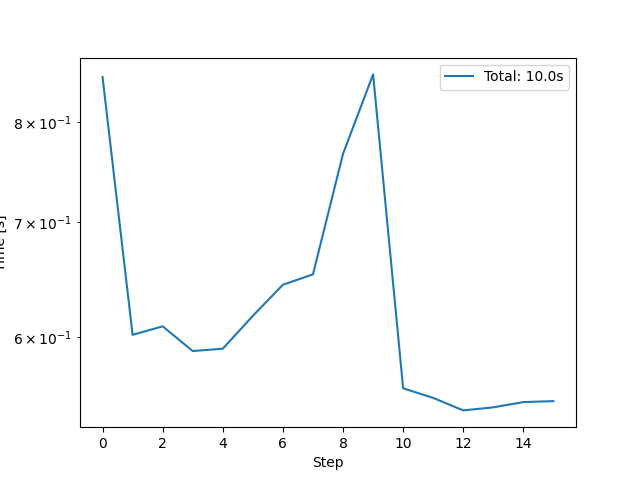 Total: 10.0s
8 × 10⁻¹
7 × 10⁻¹
6 × 10⁻¹
[s]
0 2 4 6 8 10 12 14
Step